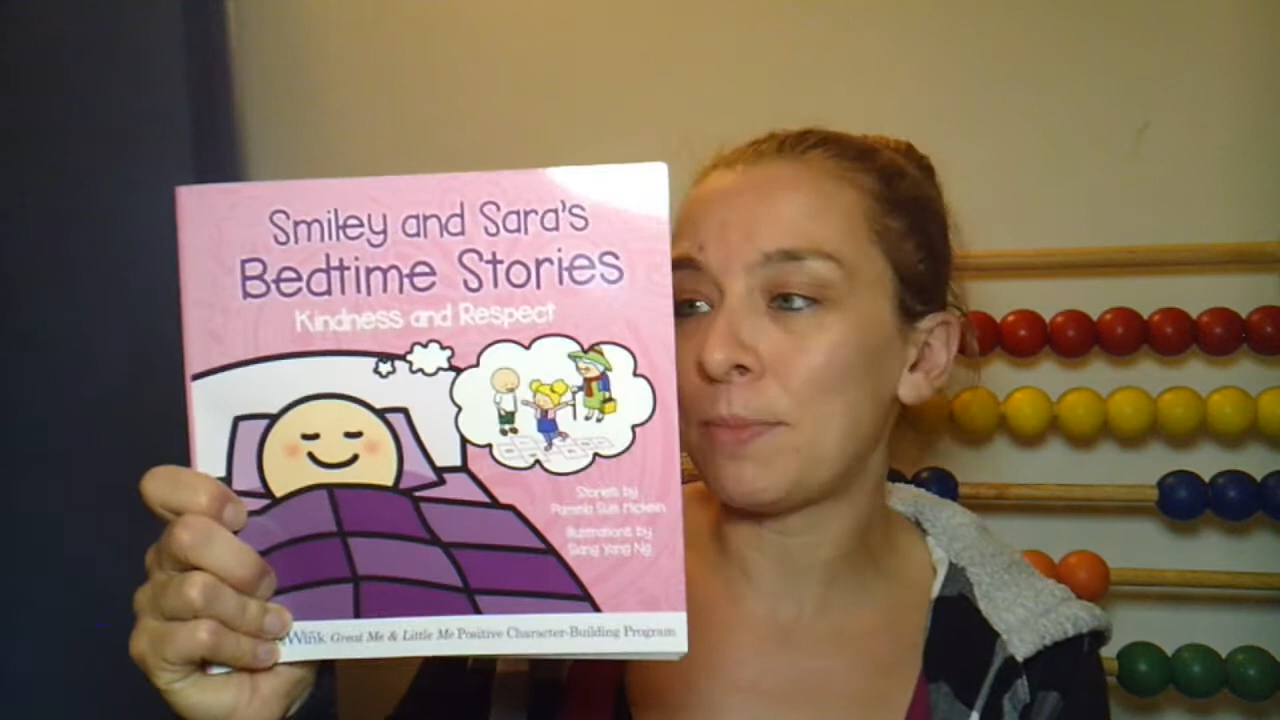 Smiley and Sara's
Bedtime Stories
Kindness and Respect
Stories by
Pamela Sue
Illustrations by
Siang Yang Ng
Wink Great Me & Little Me Positive Character-Building Program